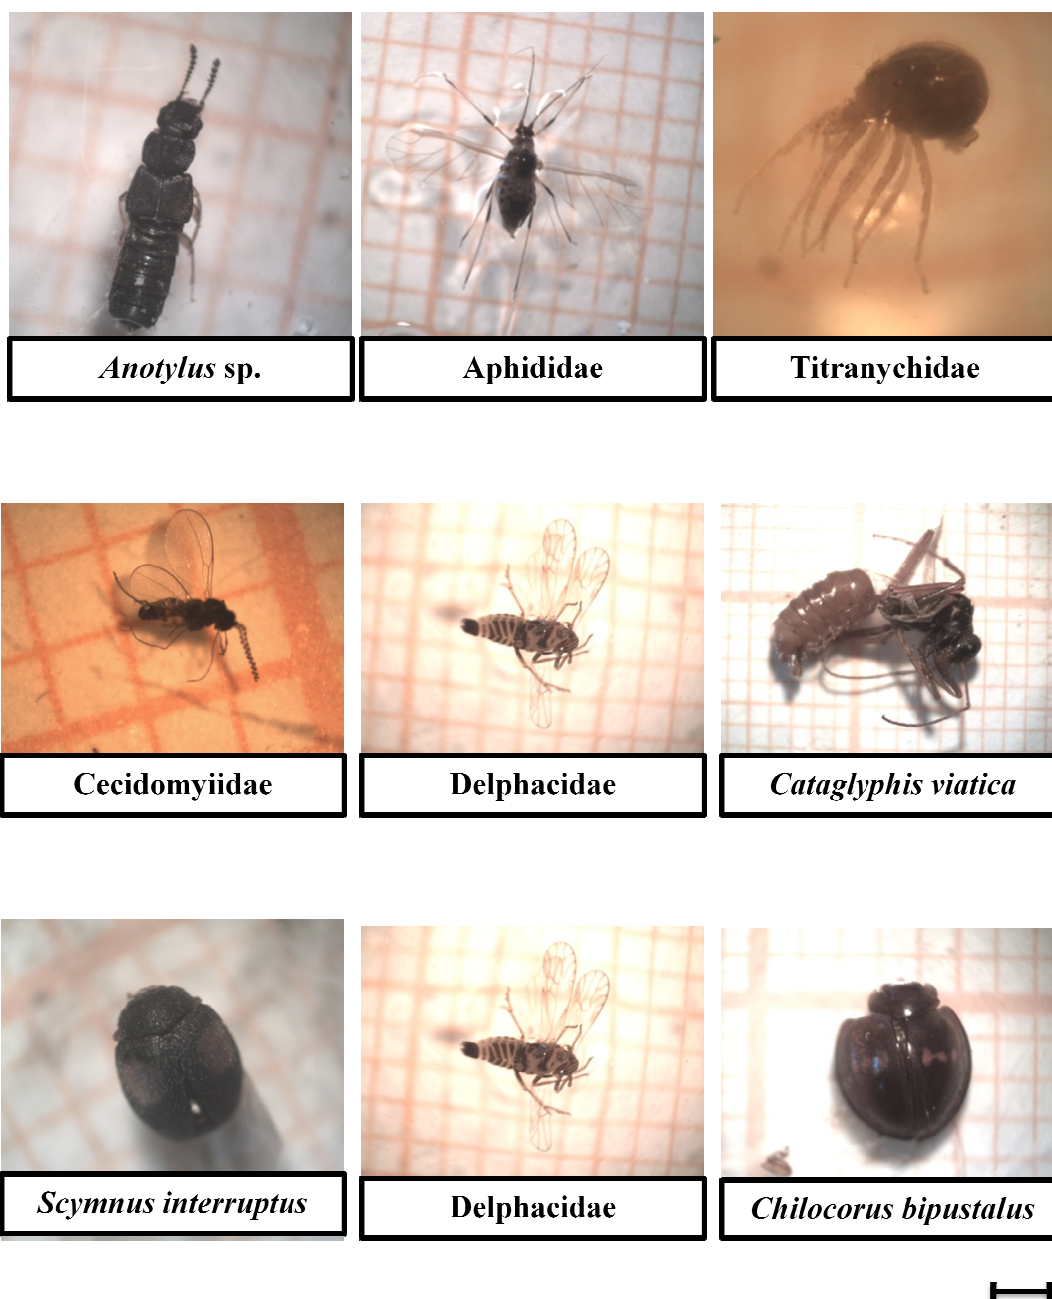 Anotylus sp.
Aphididae
Titranychidae
Cecidomyiidae
Delphacidae
Cataglyphis viatica
Scymnus interruptus
Delphacidae
Chilocorus bipustalus